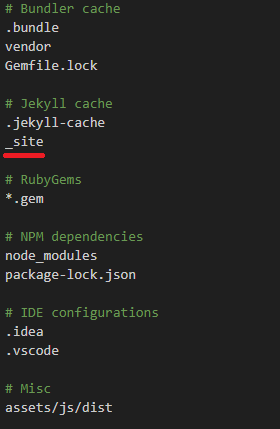 # Bundler cache
.bundle
vendor
Gemfile.lock
# Jekyll cache
.jekyll-cache
_site
# RubyGems
*.gem
# NPM dependencies
node_modules
package-lock.json
# IDE configurations
.idea
.vscode
# Misc
assets/js/dist